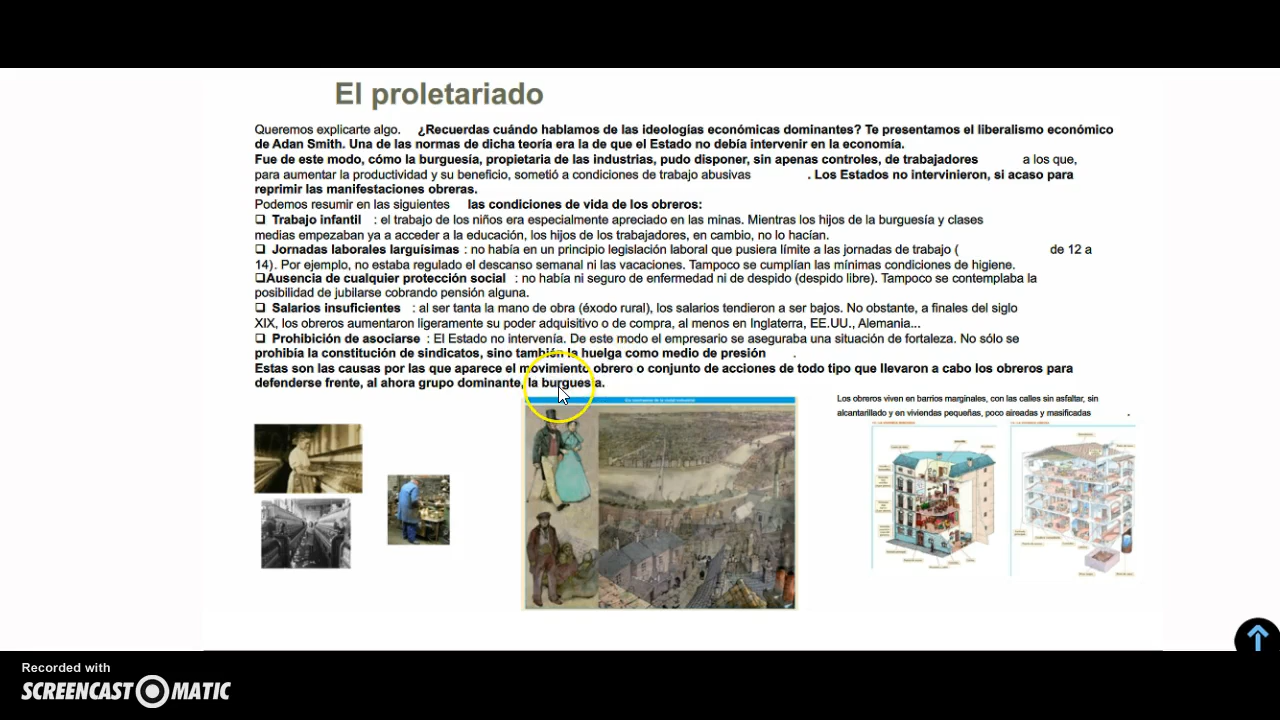 El proletariado
Queremos explicarte algo. ¿Recuerdas cuándo hablamos de las ideologías económicas dominantes? Te presentamos el liberalismo económico
de Adan Smith. Una de las normas de dicha teoría era la de que el Estado no debía intervenir en la economía.
Fue de este modo, cómo la burguesía, propietaria de las industrias, pudo disponer, sin apenas controles, de trabajadores a los que,
para aumentar la productividad y su beneficio, sometió a condiciones de trabajo abusivas . Los Estados no intervinieron, si acaso para
reprimir las manifestaciones obreras.
Podemos resumir en las siguientes las condiciones de vida de los obreros:
❑ Trabajo infantil : el trabajo de los niños era especialmente apreciado en las minas. Mientras los hijos de la burguesía y clases
medias empezaban ya a acceder a la educación, los hijos de los trabajadores, en cambio, no lo hacían.
❑ Jornadas laborales larguísimas : no había en un principio legislación laboral que pusiera límite a las jornadas de trabajo ( de 12 a
14). Por ejemplo, no estaba regulado el descanso semanal ni las vacaciones. Tampoco se cumplían las mínimas condiciones de higiene.
❑Ausencia de cualquier protección social : no había ni seguro de enfermedad ni de despido (despido libre). Tampoco se contemplaba la
posibilidad de jubilarse cobrando pensión alguna.
❑ Salarios insuficientes : al ser tanta la mano de obra (éxodo rural), los salarios tendieron a ser bajos. No obstante, a finales del siglo
XIX, los obreros aumentaron ligeramente su poder adquisitivo o de compra, al menos en Inglaterra, EE.UU., Alemania...
❑ Prohibición de asociarse : El Estado no intervenía. De este modo el empresario se aseguraba una situación de fortaleza. No sólo se
prohibía la constitución de sindicatos, sino también la huelga como medio de presión .
Estas son las causas por las que aparece el movimiento obrero o conjunto de acciones de todo tipo que llevaron a cabo los obreros para
defenderse frente, al ahora grupo dominante, la burguesía.
Los obreros viven en barrios marginales, con las calles sin asfaltar, sin
alcantarillado y en viviendas pequeñas, poco aireadas y masificadas .
Recorded with
SCREENCAST MATIC